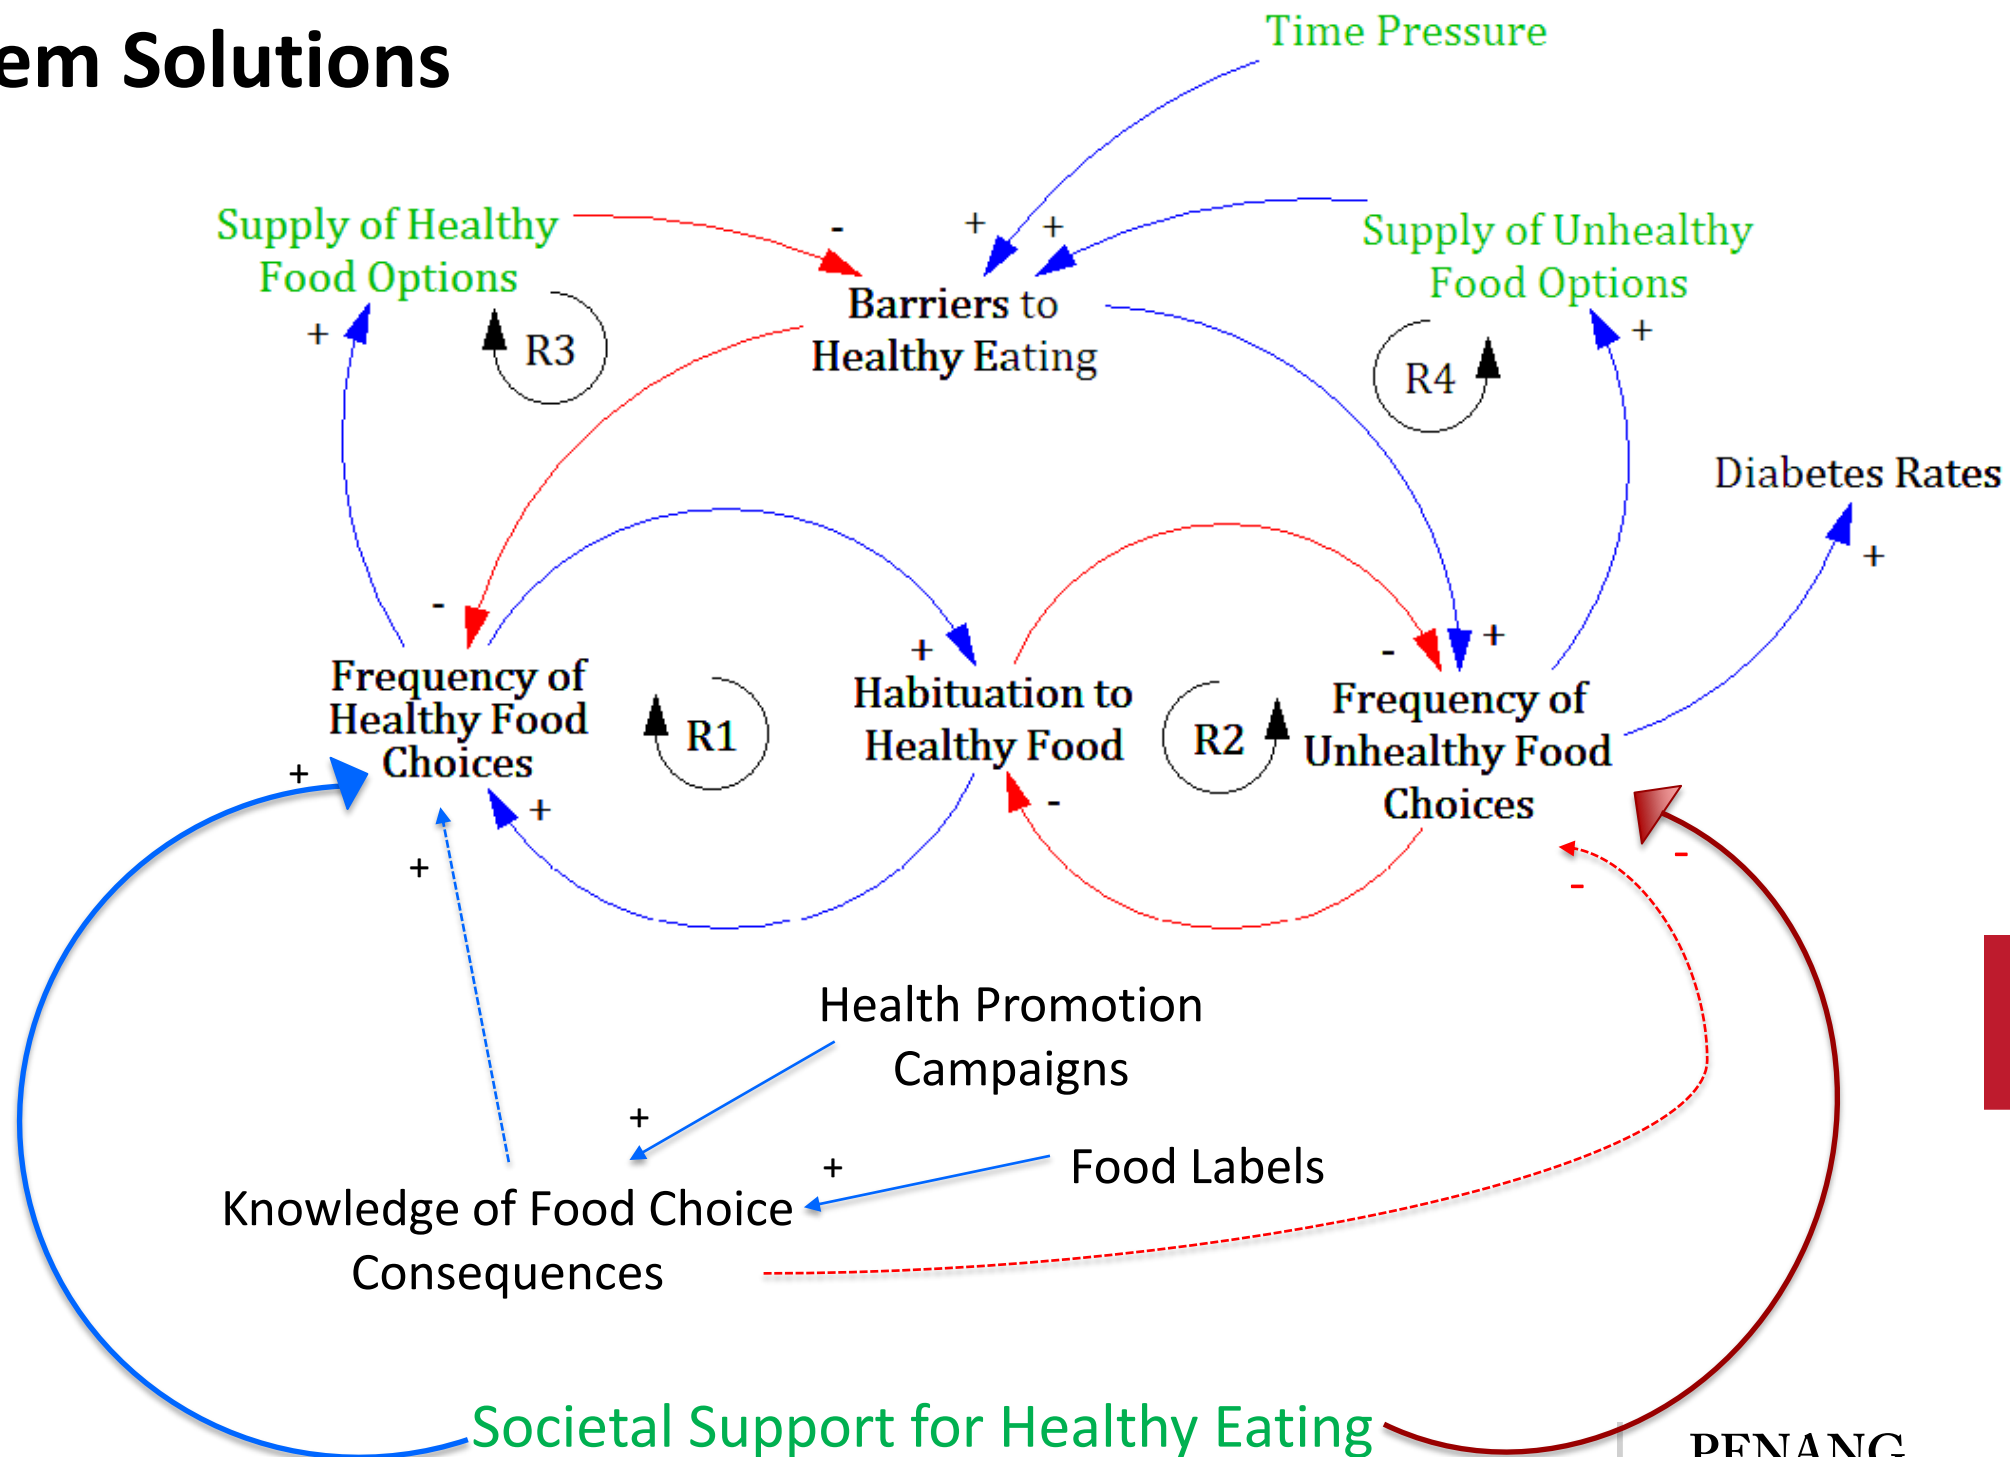 em Solutions
Time Pressure
Supply of Healthy
Food Options
-
+
+
Supply of Unhealthy
Food Options
Barriers to
Healthy Eating
+
R3
R4
+
Diabetes Rates
+
-
+
-
+
Frequency of
Healthy Food
Choices
R1
Habituation to
Healthy Food
R2
Frequency of
Unhealthy Food
Choices
+
+
-
+
-
-
Health Promotion
Campaigns
+
+
Food Labels
Knowledge of Food Choice
Consequences
Societal Support for Healthy Eating
PENANG